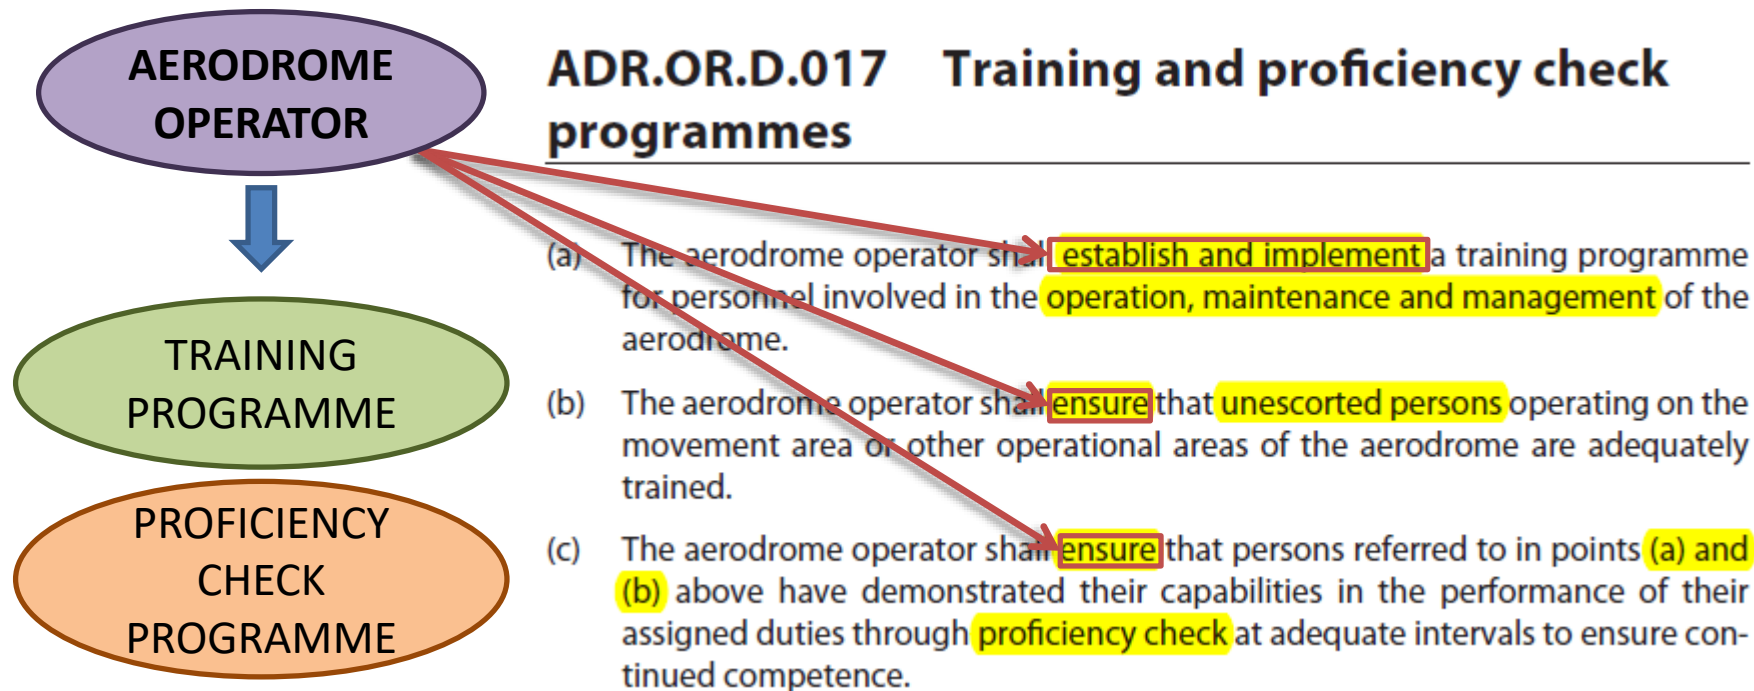 AERODROME
OPERATOR
TRAINING
PROGRAMME
PROFICIENCY
CHECK
PROGRAMME
ADR.OR.D.017 Training and proficiency check
programmes
(a) The aerodrome operator shall establish and implement a training programme
for personnel involved in the operation, maintenance and management of the
aerodrome.
(b) The aerodrome operator shall ensure that unescorted persons operating on the
movement area or other operational areas of the aerodrome are adequately
trained.
(c) The aerodrome operator shall ensure that persons referred to in points (a) and
(b) above have demonstrated their capabilities in the performance of their
assigned duties through proficiency check at adequate intervals to ensure con-
tinued competence.